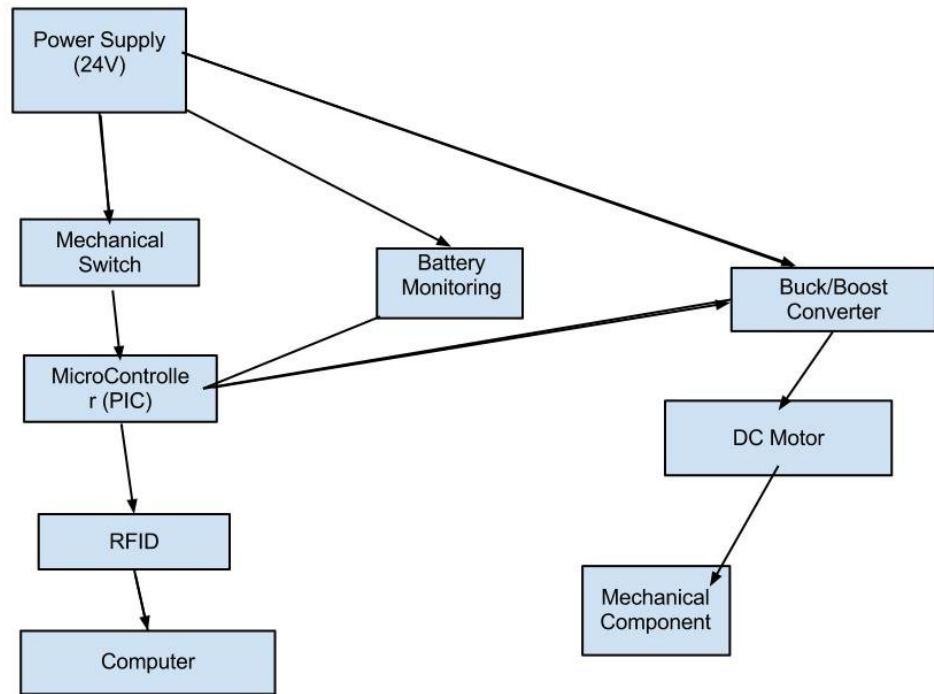 Power Supply
(24V)
Mechanical
Switch
Battery
Monitoring
Buck/Boost
Converter
MicroControlle
r (PIC)
DC Motor
RFID
Mechanical
Component
Computer